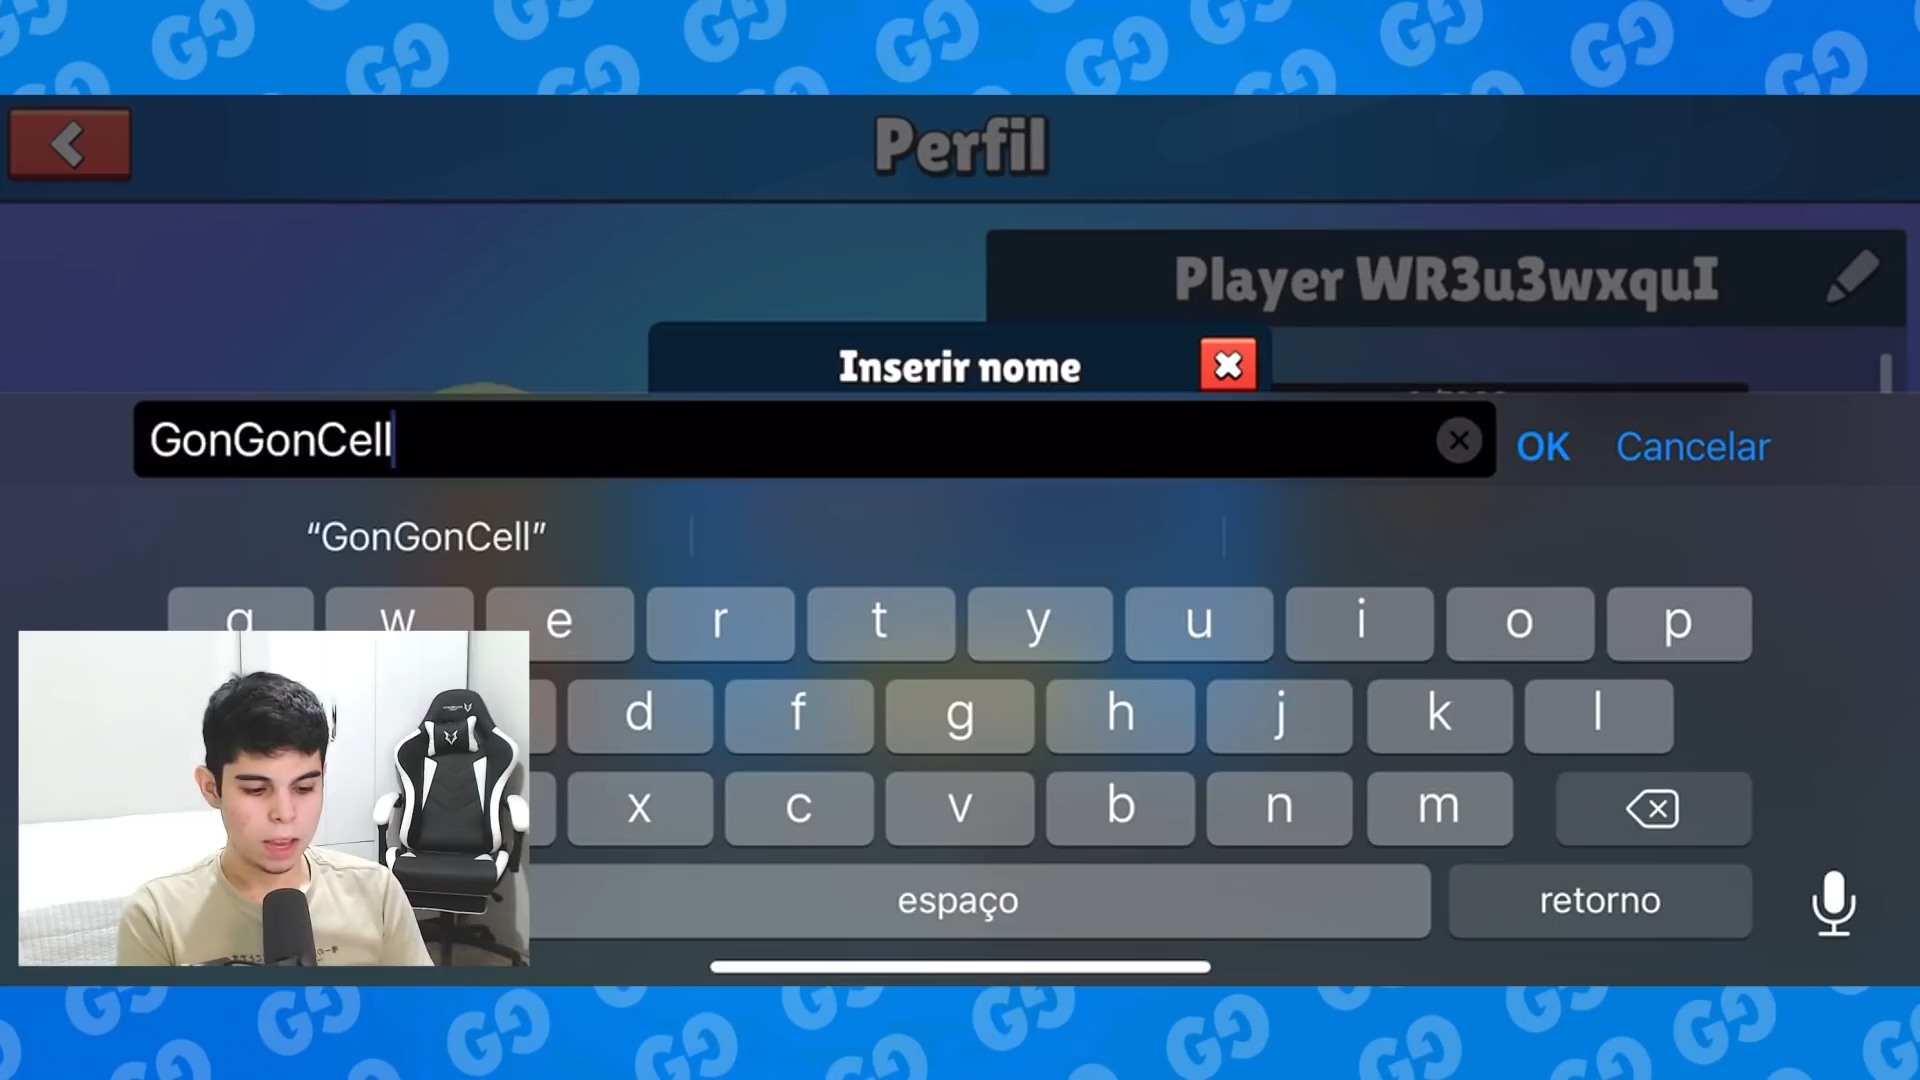 Perfil
Player WR3u3wxquI
Inserir nome
GonGonCell
OK
Cancelar
“GonGonCell”
q w e r t y u i o p
d f g h j k l
x c v b n m
espaço
retorno